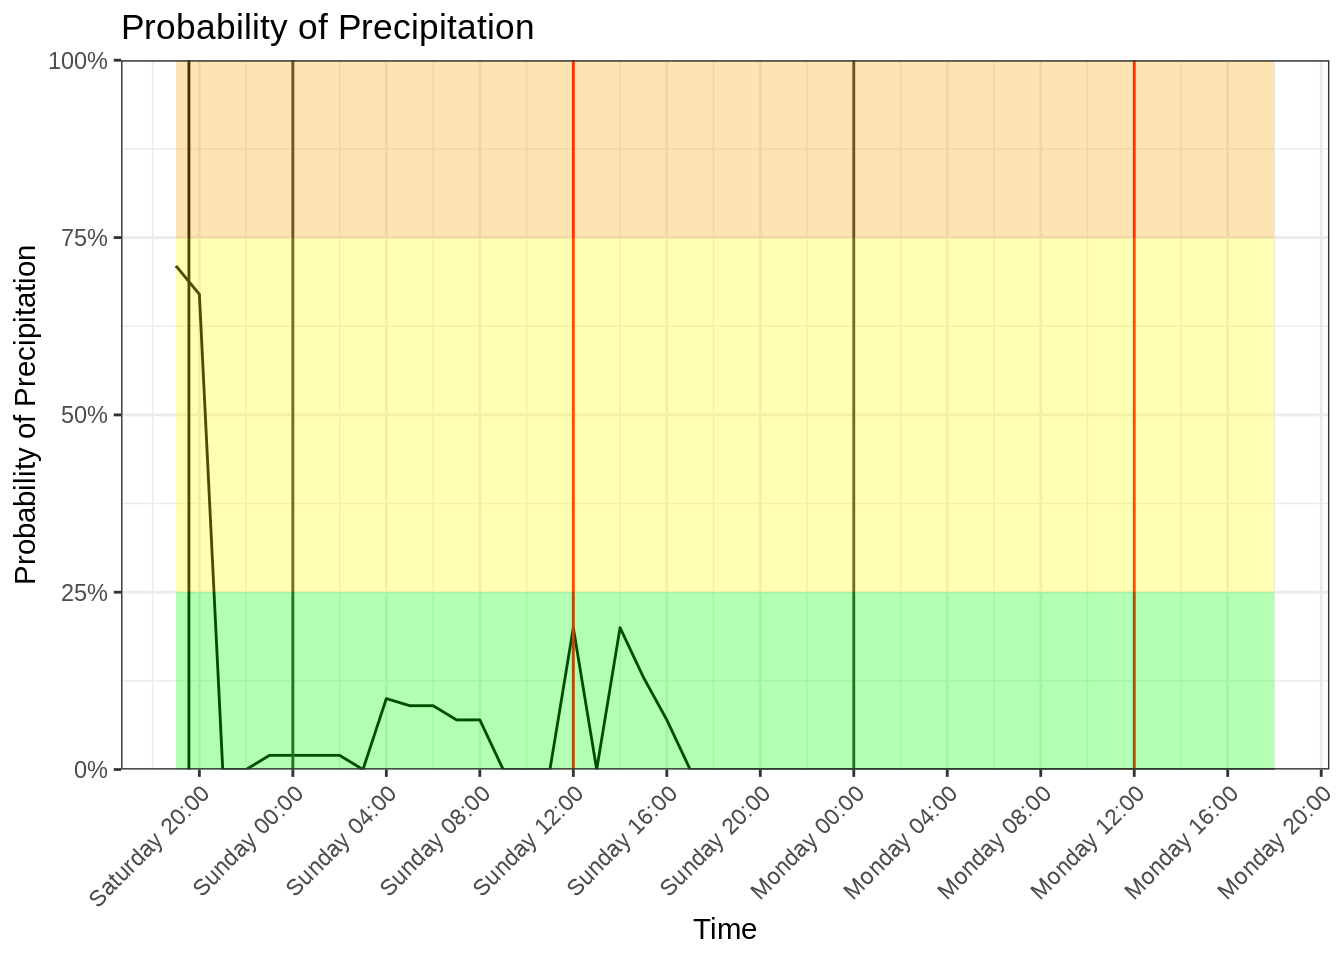 Probability of Precipitation
Probability of Precipitation
100%
75%
50%
25%
0%
Saturday 20:00
Sunday 00:00
Sunday 04:00
Sunday 08:00
Sunday 12:00
Sunday 16:00
Sunday 20:00
Monday 00:00
Monday 04:00
Monday 08:00
Monday 12:00
Monday 16:00
Monday 20:00
Time